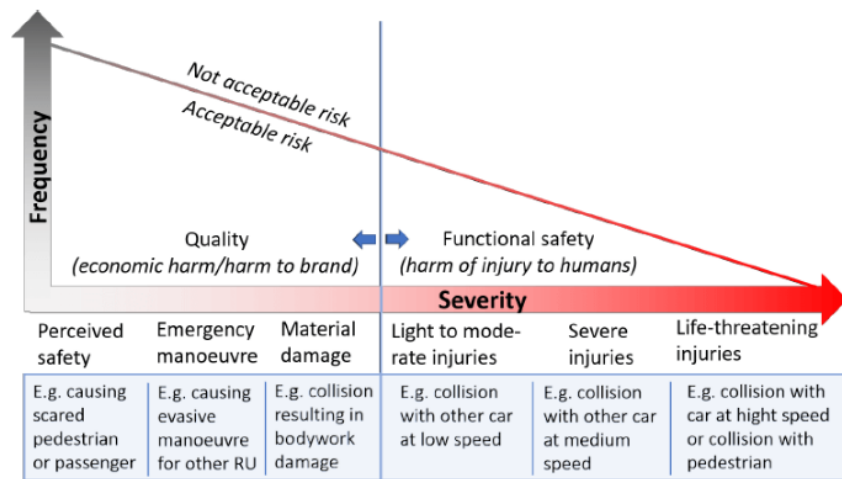 Not acceptable risk
Acceptable risk
Frequency
Quality
(economic harm/harm to brand)
Functional safety
(harm of injury to humans)
Severity
Perceived
safety
Emergency
manoeuvre
Material
damage
Light to mode-
rate injuries
Severe
injuries
Life-threatening
injuries
E.g. causing
scared
pedestrian
or passenger
E.g. causing
evasive
manoeuvre
for other RU
E.g. collision
resulting in
bodywork
damage
E.g. collision
with other car
at low speed
E.g. collision
with other car
at medium
speed
E.g. collision with
car at hight speed
or collision with
pedestrian